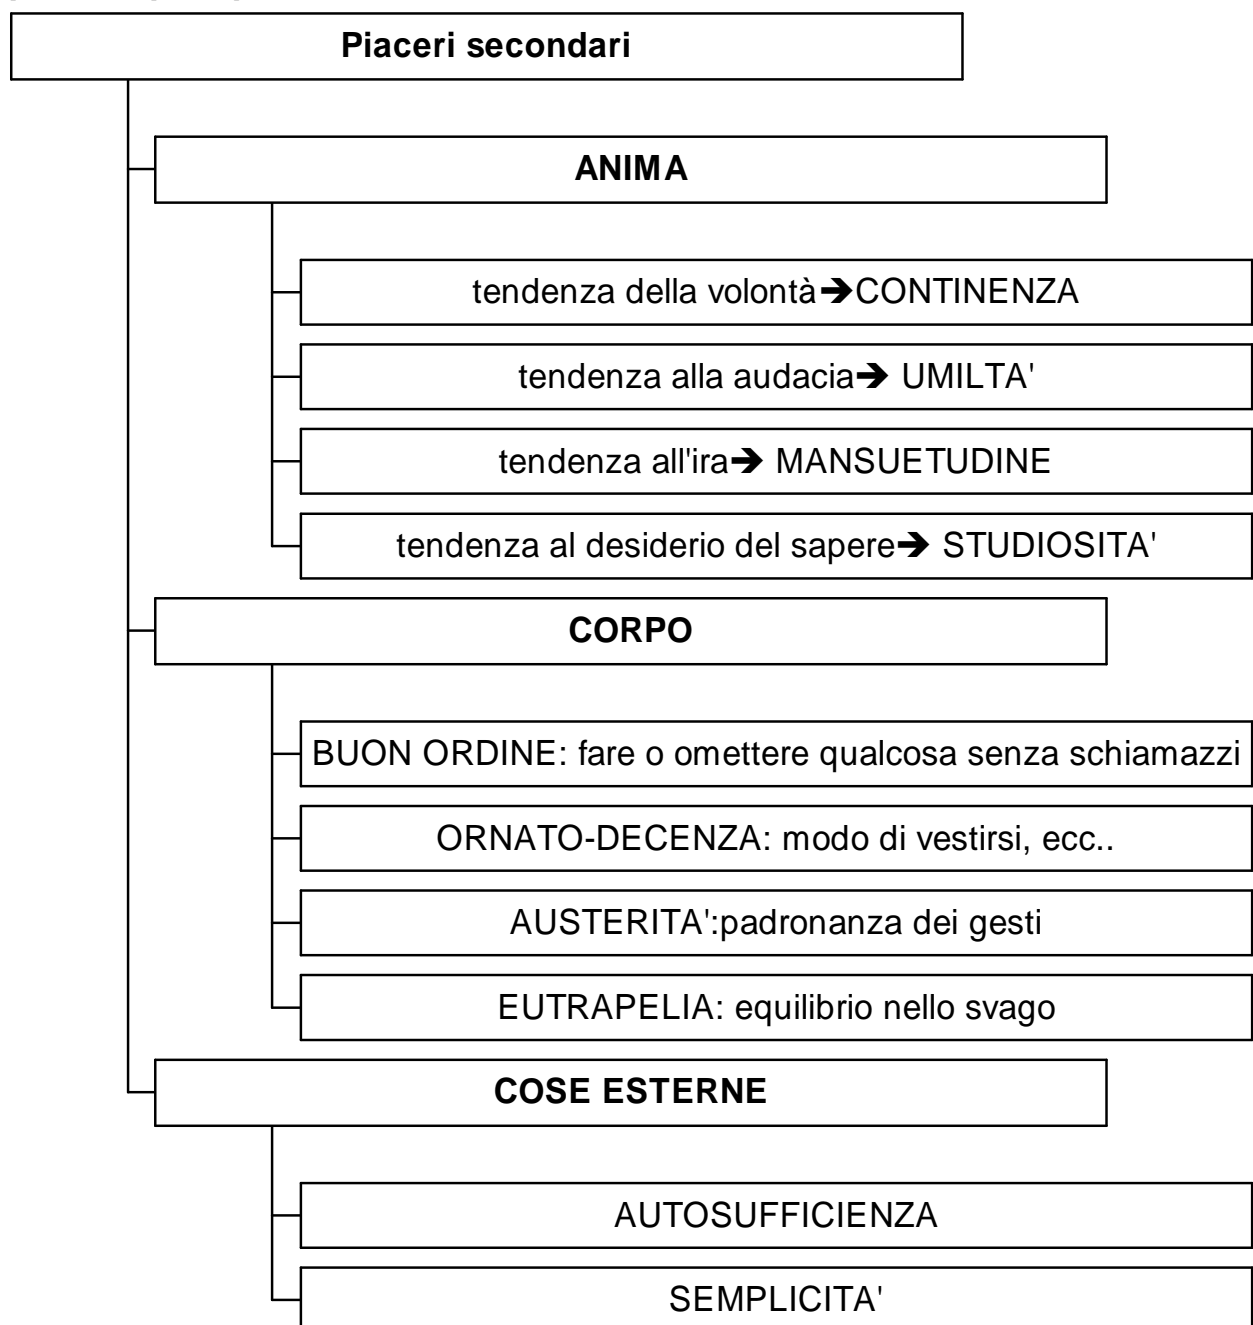 Piaceri secondari
ANIMA
tendenza della volontà➔CONTINENZA
tendenza alla audacia➔ UMILTA'
tendenza all'ira➔ MANSUETUDINE
tendenza al desiderio del sapere➔ STUDIOSITA'
CORPO
BUON ORDINE: fare o omettere qualcosa senza schiamazzi
ORNATO-DECENZA: modo di vestirsi, ecc..
AUSTERITA':padronanza dei gesti
EUTRAPELIA: equilibrio nello svago
COSE ESTERNE
AUTOSUFFICIENZA
SEMPLICITA'